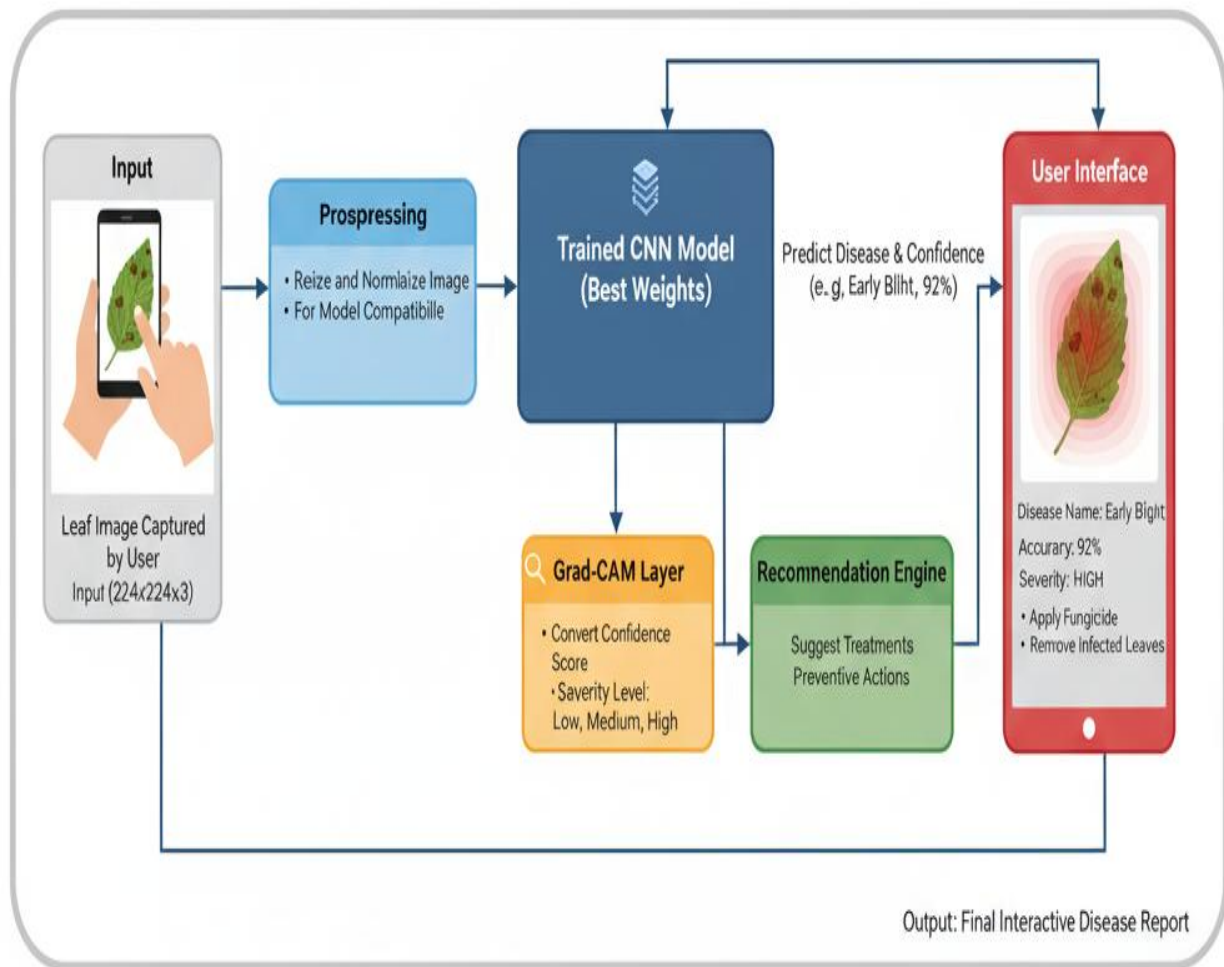 Input
Leaf Image Captured
by User
Input (224x224x3)
Prospressing
• Reize and Normlaize Image
• For Model Compatibille
Trained CNN Model
(Best Weights)
Predict Disease & Confidence
(e.g, Early Bliht, 92%)
Grad-CAM Layer
• Convert Confidence
Score
• Saverity Level:
Low, Medium, High
Recommendation Engine
Suggest Treatments
Preventive Actions
User Interface
Disease Name: Early Bight
Accurary: 92%
Severity: HIGH
• Apply Fungicide
• Remove Infected Leaves
Output: Final Interactive Disease Report